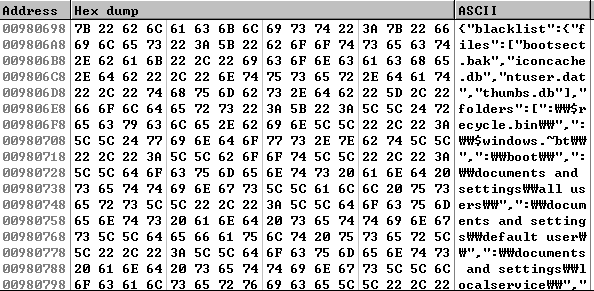 Address Hex dump ASCII
00980698 7B 22 62 6C 61 63 6B 6C 69 73 74 22 3A 7B 22 66 {"blacklist":{"f
009806A8 69 6C 65 73 22 3A 5B 22 62 6F 6F 74 73 65 63 74 iles":["bootsect
009806B8 2E 62 61 6B 22 2C 22 69 63 6F 6E 63 61 63 68 65 .bak","iconcache
009806C8 2E 64 62 22 2C 22 6E 74 75 73 65 72 2E 64 61 74 .db","ntuser.dat
009806D8 22 2C 22 74 68 75 6D 62 73 2E 64 62 22 5D 2C 22 ","thumbs.db"],"
009806E8 66 6F 6C 64 65 72 73 22 3A 5B 22 3A 5C 5C 24 72 folders":[":₩₩$r
009806F8 65 63 79 63 6C 65 2E 62 69 6E 5C 5C 22 2C 22 3A ecycle.bin₩₩",":
00980708 5C 5C 24 77 69 6E 64 6F 77 73 2E 7E 62 74 5C 5C ₩₩$windows.~bt₩₩
00980718 22 2C 22 3A 5C 5C 62 6F 6F 74 5C 5C 22 2C 22 3A ",":₩₩boot₩₩",":
00980728 5C 5C 64 6F 63 75 6D 65 6E 74 73 20 61 6E 64 20 ₩₩documents and
00980738 73 65 74 74 69 6E 67 73 5C 5C 61 6C 6C 20 75 73 settings₩₩all us
00980748 65 72 73 5C 5C 22 2C 22 3A 5C 5C 64 6F 63 75 6D ers₩₩",":₩₩docum
00980758 65 6E 74 73 20 61 6E 64 20 73 65 74 74 69 6E 67 ents and setting
00980768 73 5C 5C 64 65 66 61 75 6C 74 20 75 73 65 72 5C s₩₩default user₩
00980778 5C 22 2C 22 3A 5C 5C 64 6F 63 75 6D 65 6E 74 73 ₩",":₩₩documents
00980788 20 61 6E 64 20 73 65 74 74 69 6E 67 73 5C 5C 6C and settings₩₩l
00980798 6F 63 61 6C 73 65 72 76 69 63 65 5C 5C 22 2C 22 ocalservice₩₩","